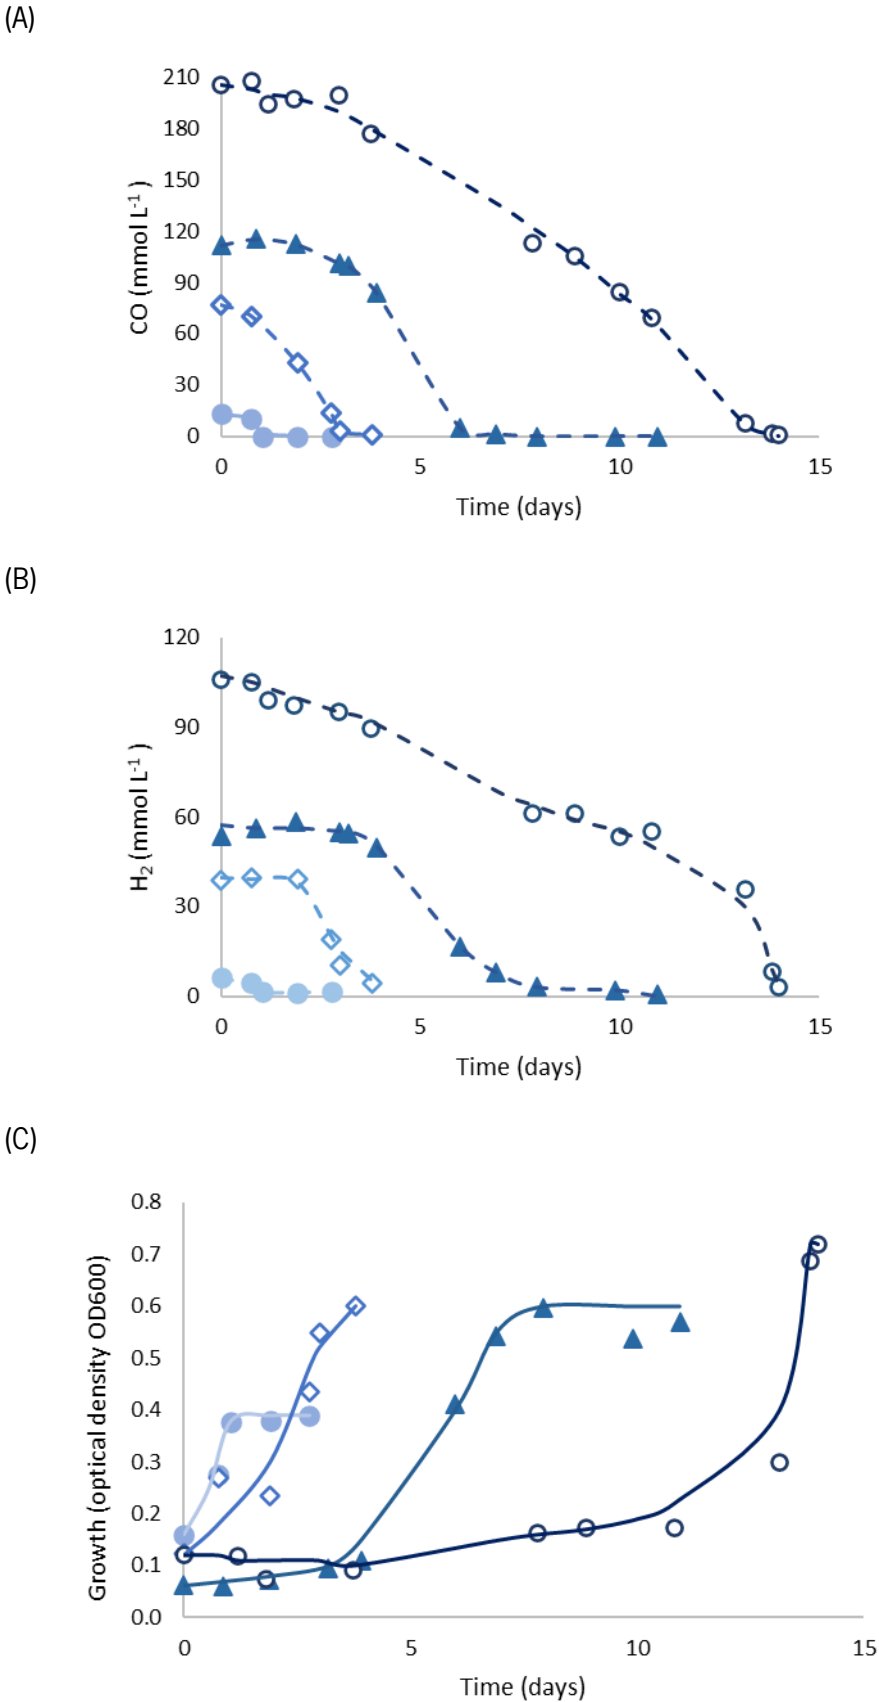 (A)
210
180
150
120
90
60
30
0
CO (mmol L-1 )
0 5 10 15
Time (days)
(B)
120
90
60
30
0
H2 (mmol L-1 )
0 5 10 15
Time (days)
(C)
0.8
0.7
0.6
0.5
0.4
0.3
0.2
0.1
0.0
Growth (optical density OD600)
0 5 10 15
Time (days)